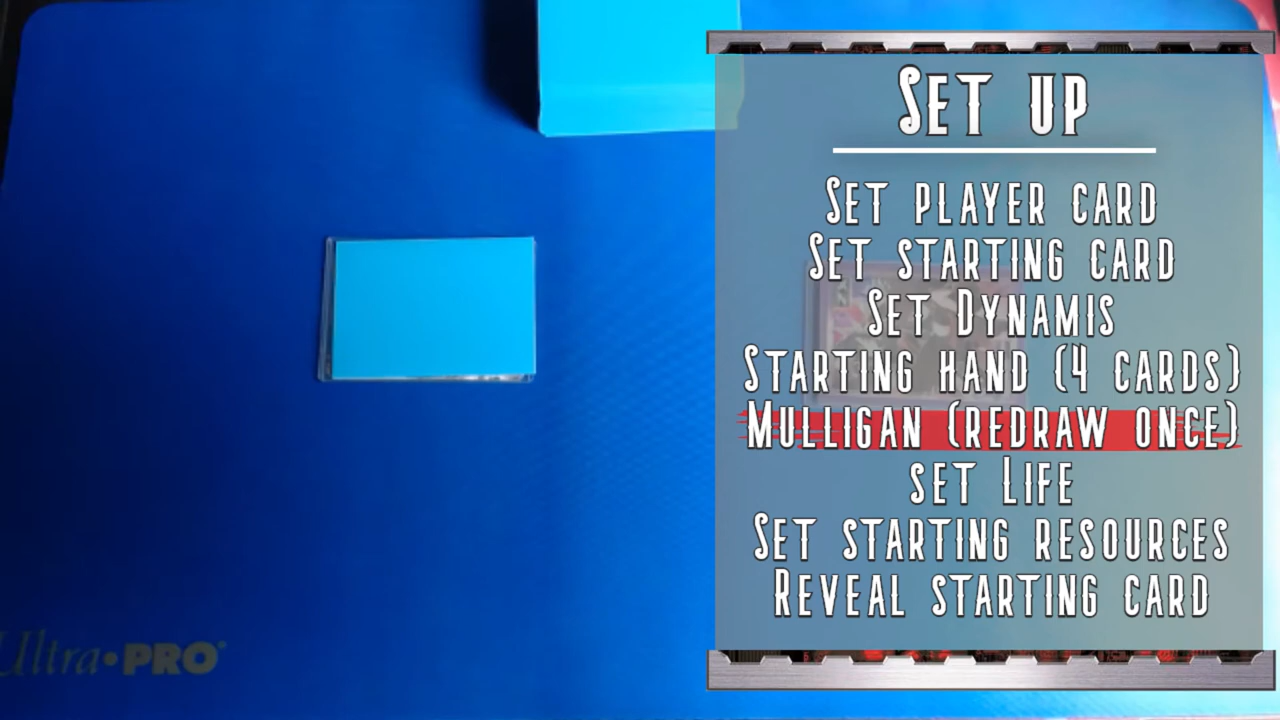 Set up
Set player card
Set starting card
Set Dynamis
Starting hand (4 cards)
Mulligan (redraw once)
set Life
Set starting resources
Reveal starting card
Ultra•PRO